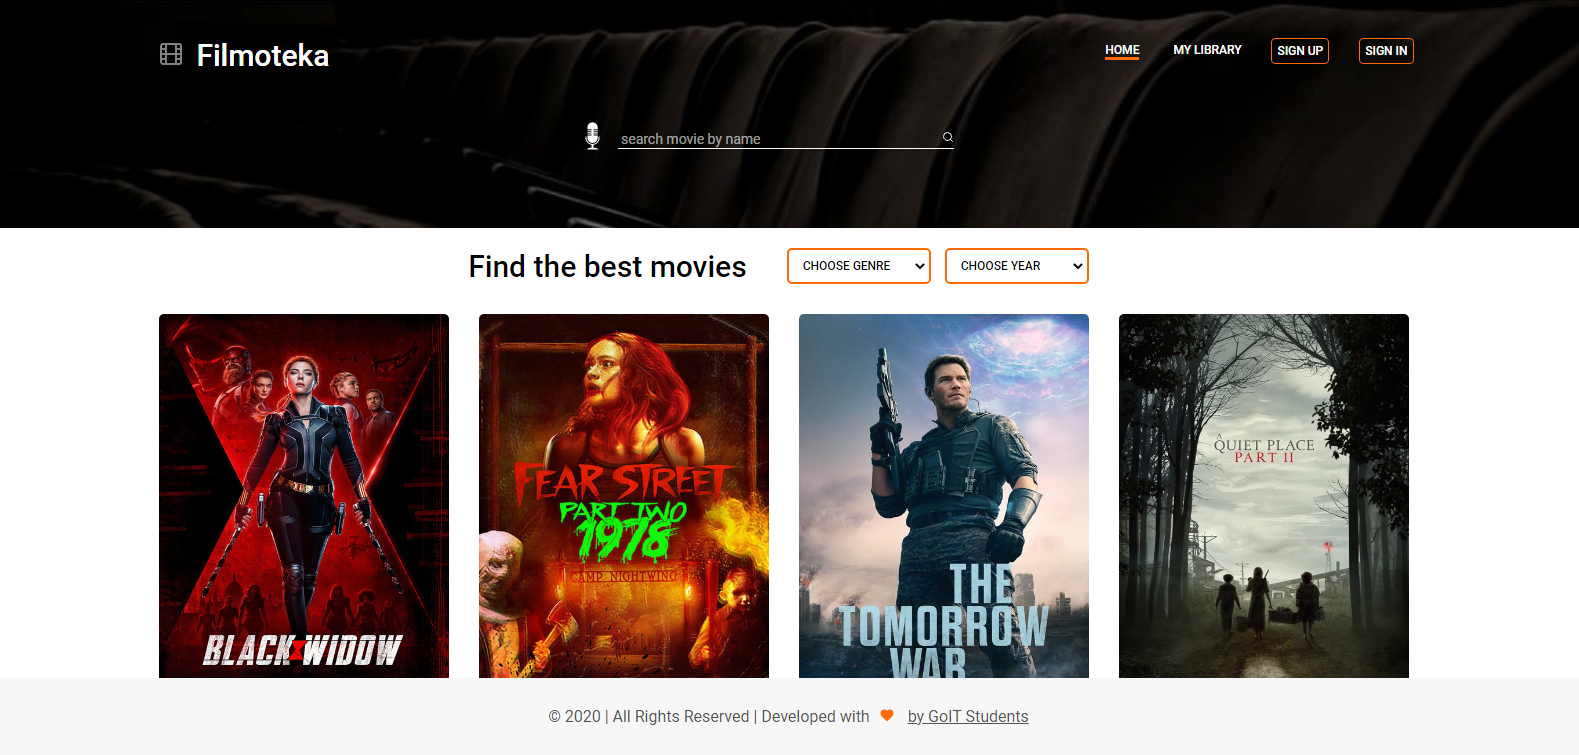 Filmoteka
HOME MY LIBRARY SIGN UP SIGN IN
search movie by name
Find the best movies CHOOSE GENRE CHOOSE YEAR
BLACK WIDOW
FEAR STREET
PART TWO
1978
CAMP NIGHTWING
THE
TOMORROW
WAR
A
QUIET PLACE
PART II
© 2020 | All Rights Reserved | Developed with by GoIT Students